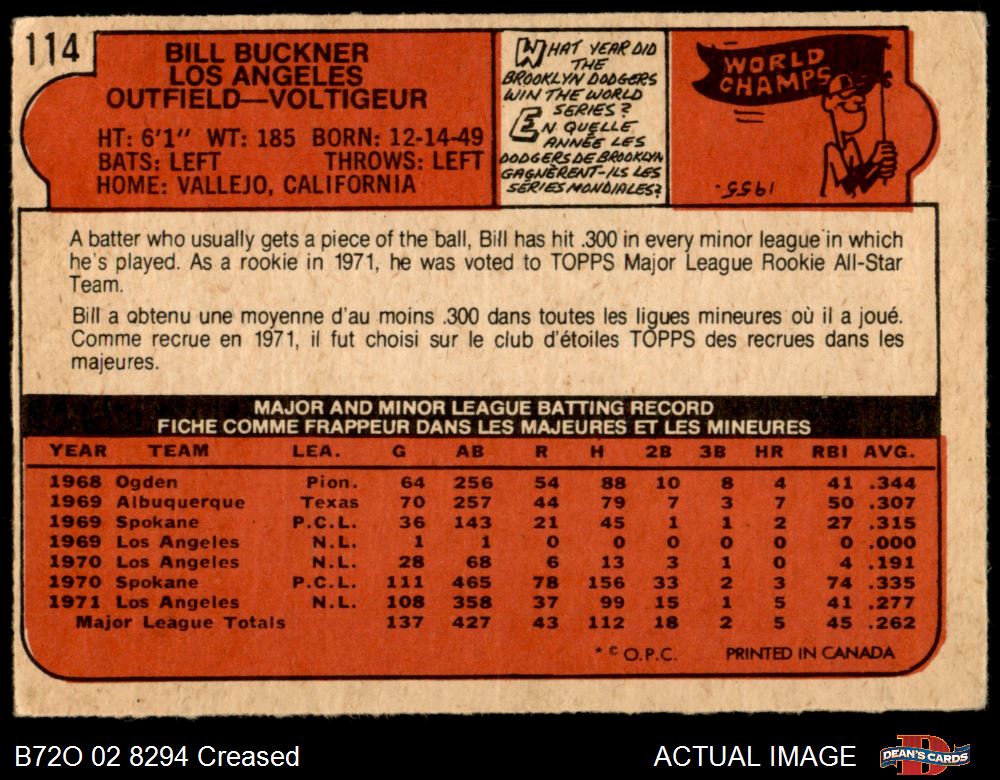 114
BILL BUCKNER
LOS ANGELES
OUTFIELD—VOLTIGEUR
HT: 6'1" WT: 185 BORN: 12-14-49
BATS: LEFT THROWS: LEFT
HOME: VALLEJO, CALIFORNIA
WHAT YEAR DID
THE
BROOKLYN DODGERS
WIN THE WORLD
SERIES?
EN QUELLE
ANNÉE LES
DODGERS DE BROOKLYN
GAGNÈRENT-ILS LES
SÉRIES MONDIALES?
WORLD
CHAMPS
1955.
A batter who usually gets a piece of the ball, Bill has hit .300 in every minor league in which
he's played. As a rookie in 1971, he was voted to TOPPS Major League Rookie All-Star
Team.
Bill a obtenu une moyenne d'au moins .300 dans toutes les ligues mineures où il a joué.
Comme recrue en 1971, il fut choisi sur le club d'étoiles TOPPS des recrues dans les
majeures.
MAJOR AND MINOR LEAGUE BATTING RECORD
FICHE COMME FRAPPEUR DANS LES MAJEURES ET LES MINEURES
YEAR TEAM LEA. G AB R H 2B 3B HR RBI AVG.
1968 Ogden Pion. 64 256 54 88 10 8 4 41 .344
1969 Albuquerque Texas 70 257 44 79 7 3 7 50 .307
1969 Spokane P.C.L. 36 143 21 45 1 1 2 27 .315
1969 Los Angeles N.L. 1 1 0 0 0 0 0 0 .000
1970 Los Angeles N.L. 28 68 6 13 3 1 0 4 .191
1970 Spokane P.C.L. 111 465 78 156 33 2 3 74 .335
1971 Los Angeles N.L. 108 358 37 99 15 1 5 41 .277
Major League Totals 137 427 43 112 18 2 5 45 .262
* © O.P.C. PRINTED IN CANADA
B72O 02 8294 Creased
ACTUAL IMAGE
DEAN'S CARDS